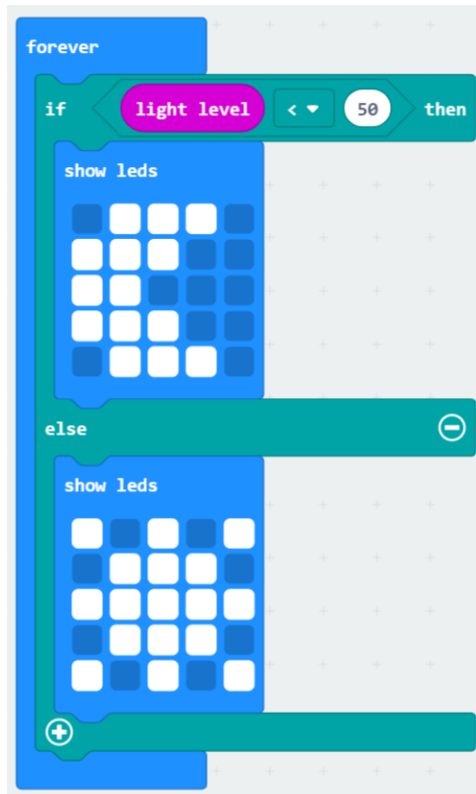 forever
if light level < 50 then
show leds
else
show leds